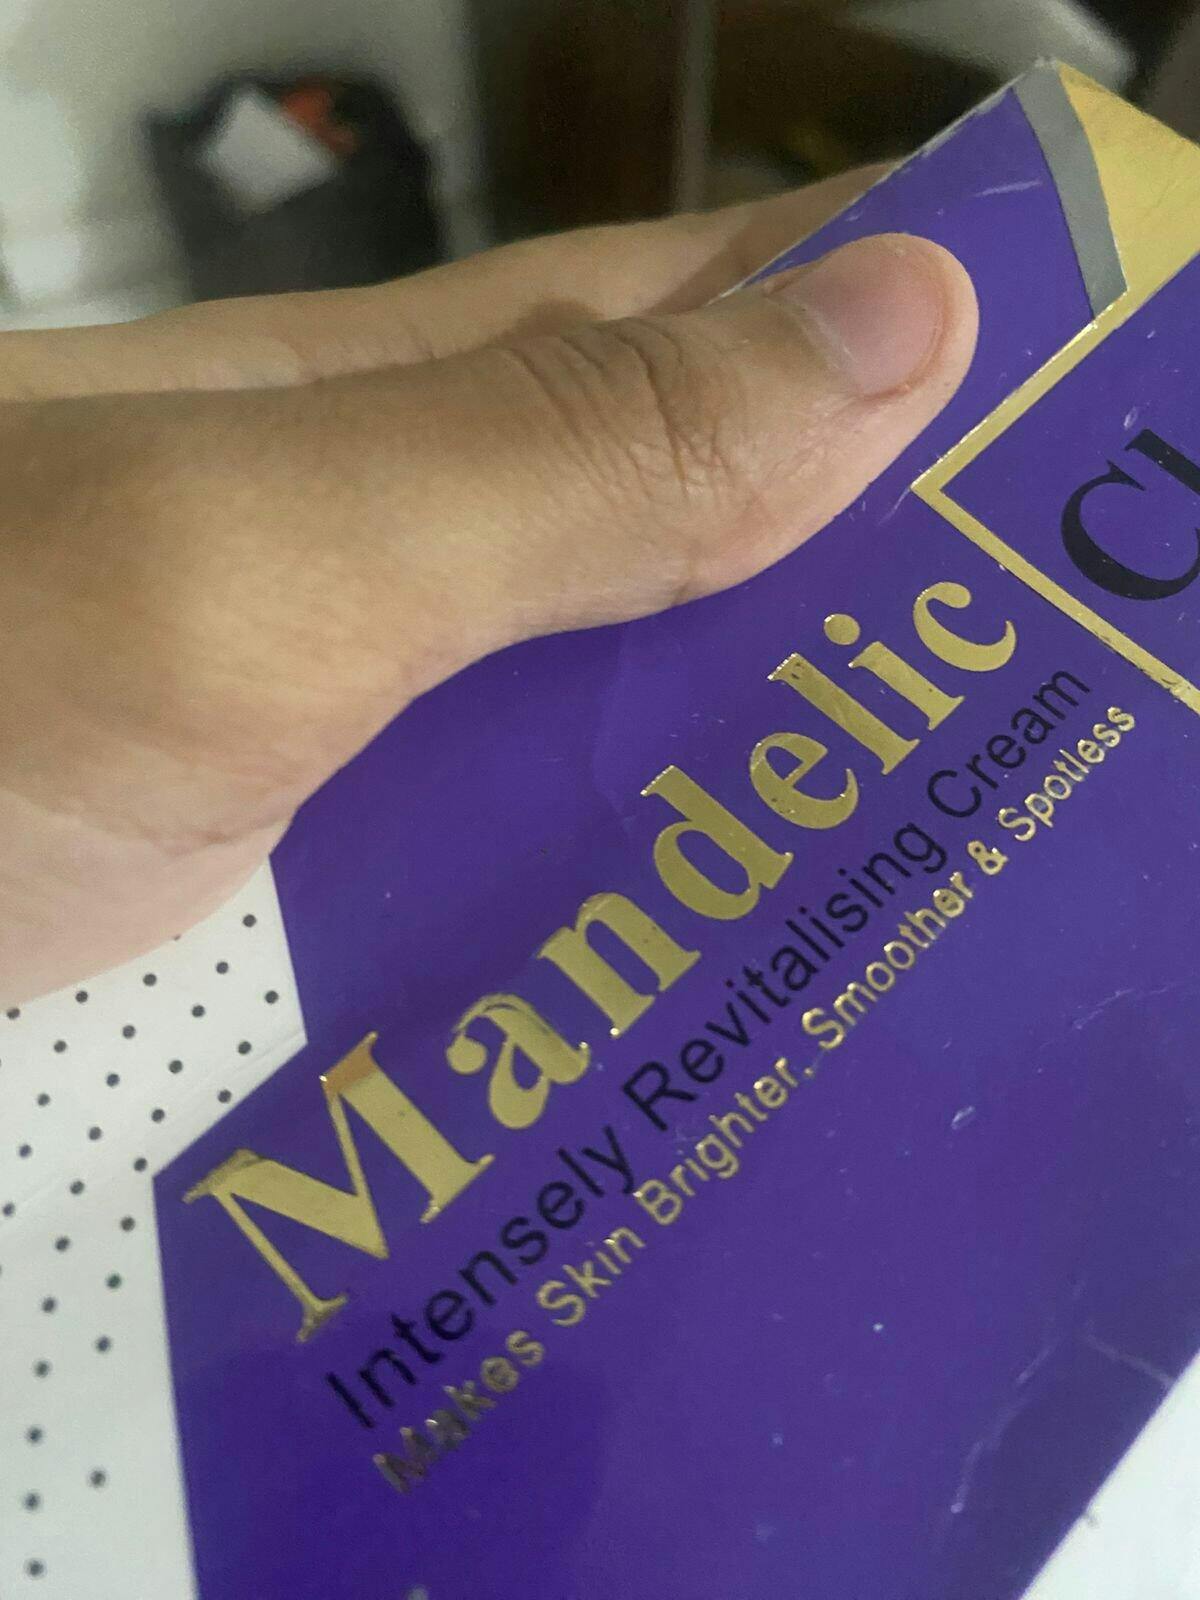 Mandelic
Intensely Revitalising Cream
Makes Skin Brighter, Smoother & Spotless